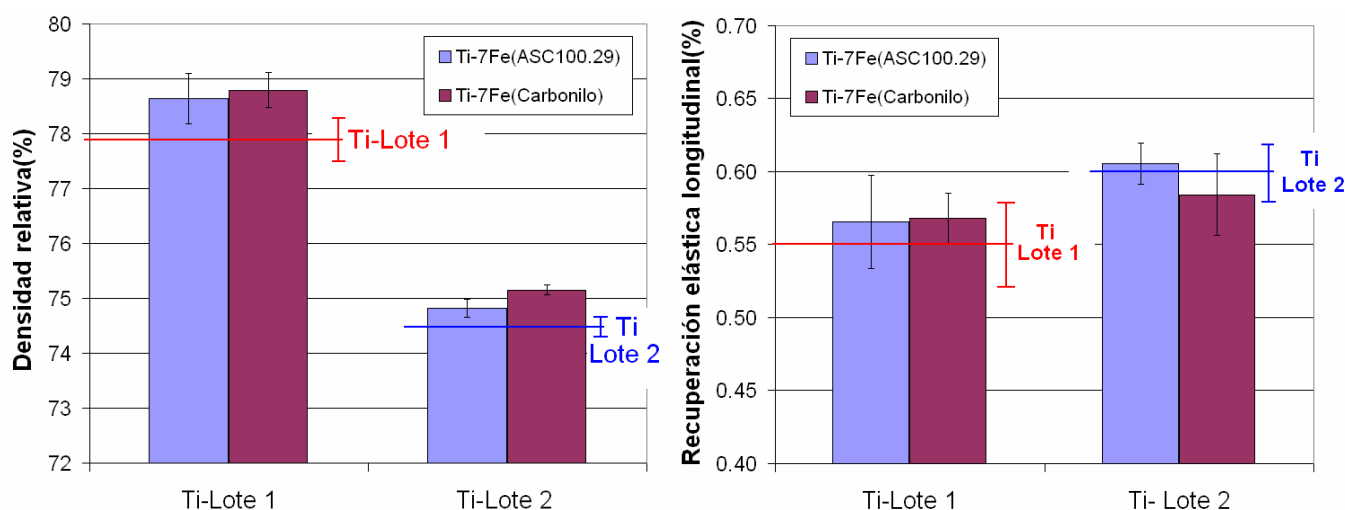 Densidad relativa(%)
80
79
78
77
76
75
74
73
72
Ti-7Fe(ASC100.29)
Ti-7Fe(Carbonilo)
Ti-Lote 1
Ti
Lote 2
Ti-Lote 1
Ti-Lote 2
Recuperación elástica longitudinal(%)
0.70
0.65
0.60
0.55
0.50
0.45
0.40
Ti-7Fe(ASC100.29)
Ti-7Fe(Carbonilo)
Ti
Lote 1
Ti
Lote 2
Ti-Lote 1
Ti- Lote 2